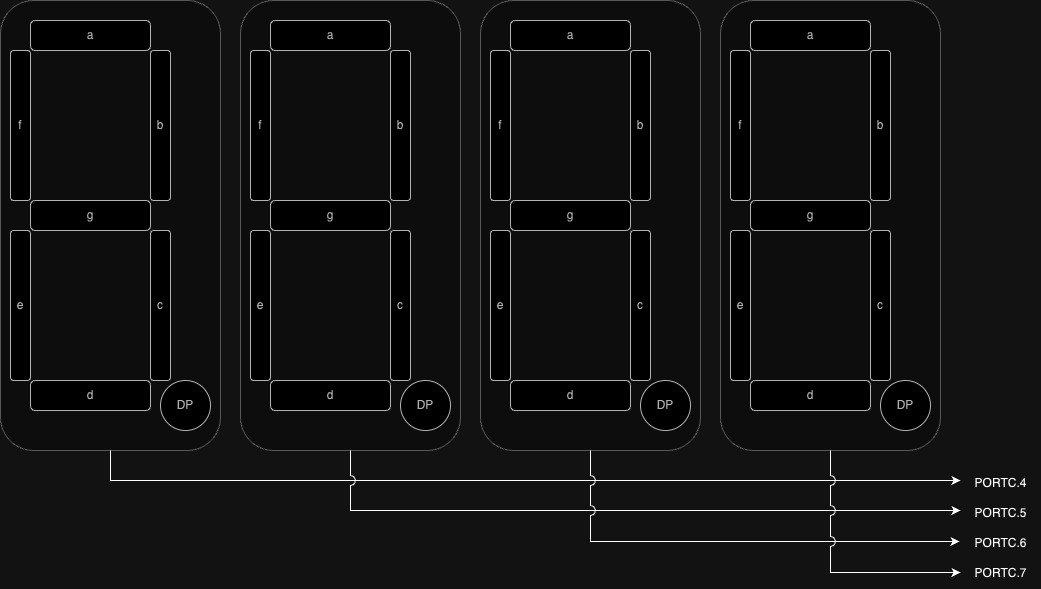 a a a a
f b f b f b f b
g g g g
e c e c e c e c
d DP d DP d DP d DP
PORTC.4
PORTC.5
PORTC.6
PORTC.7